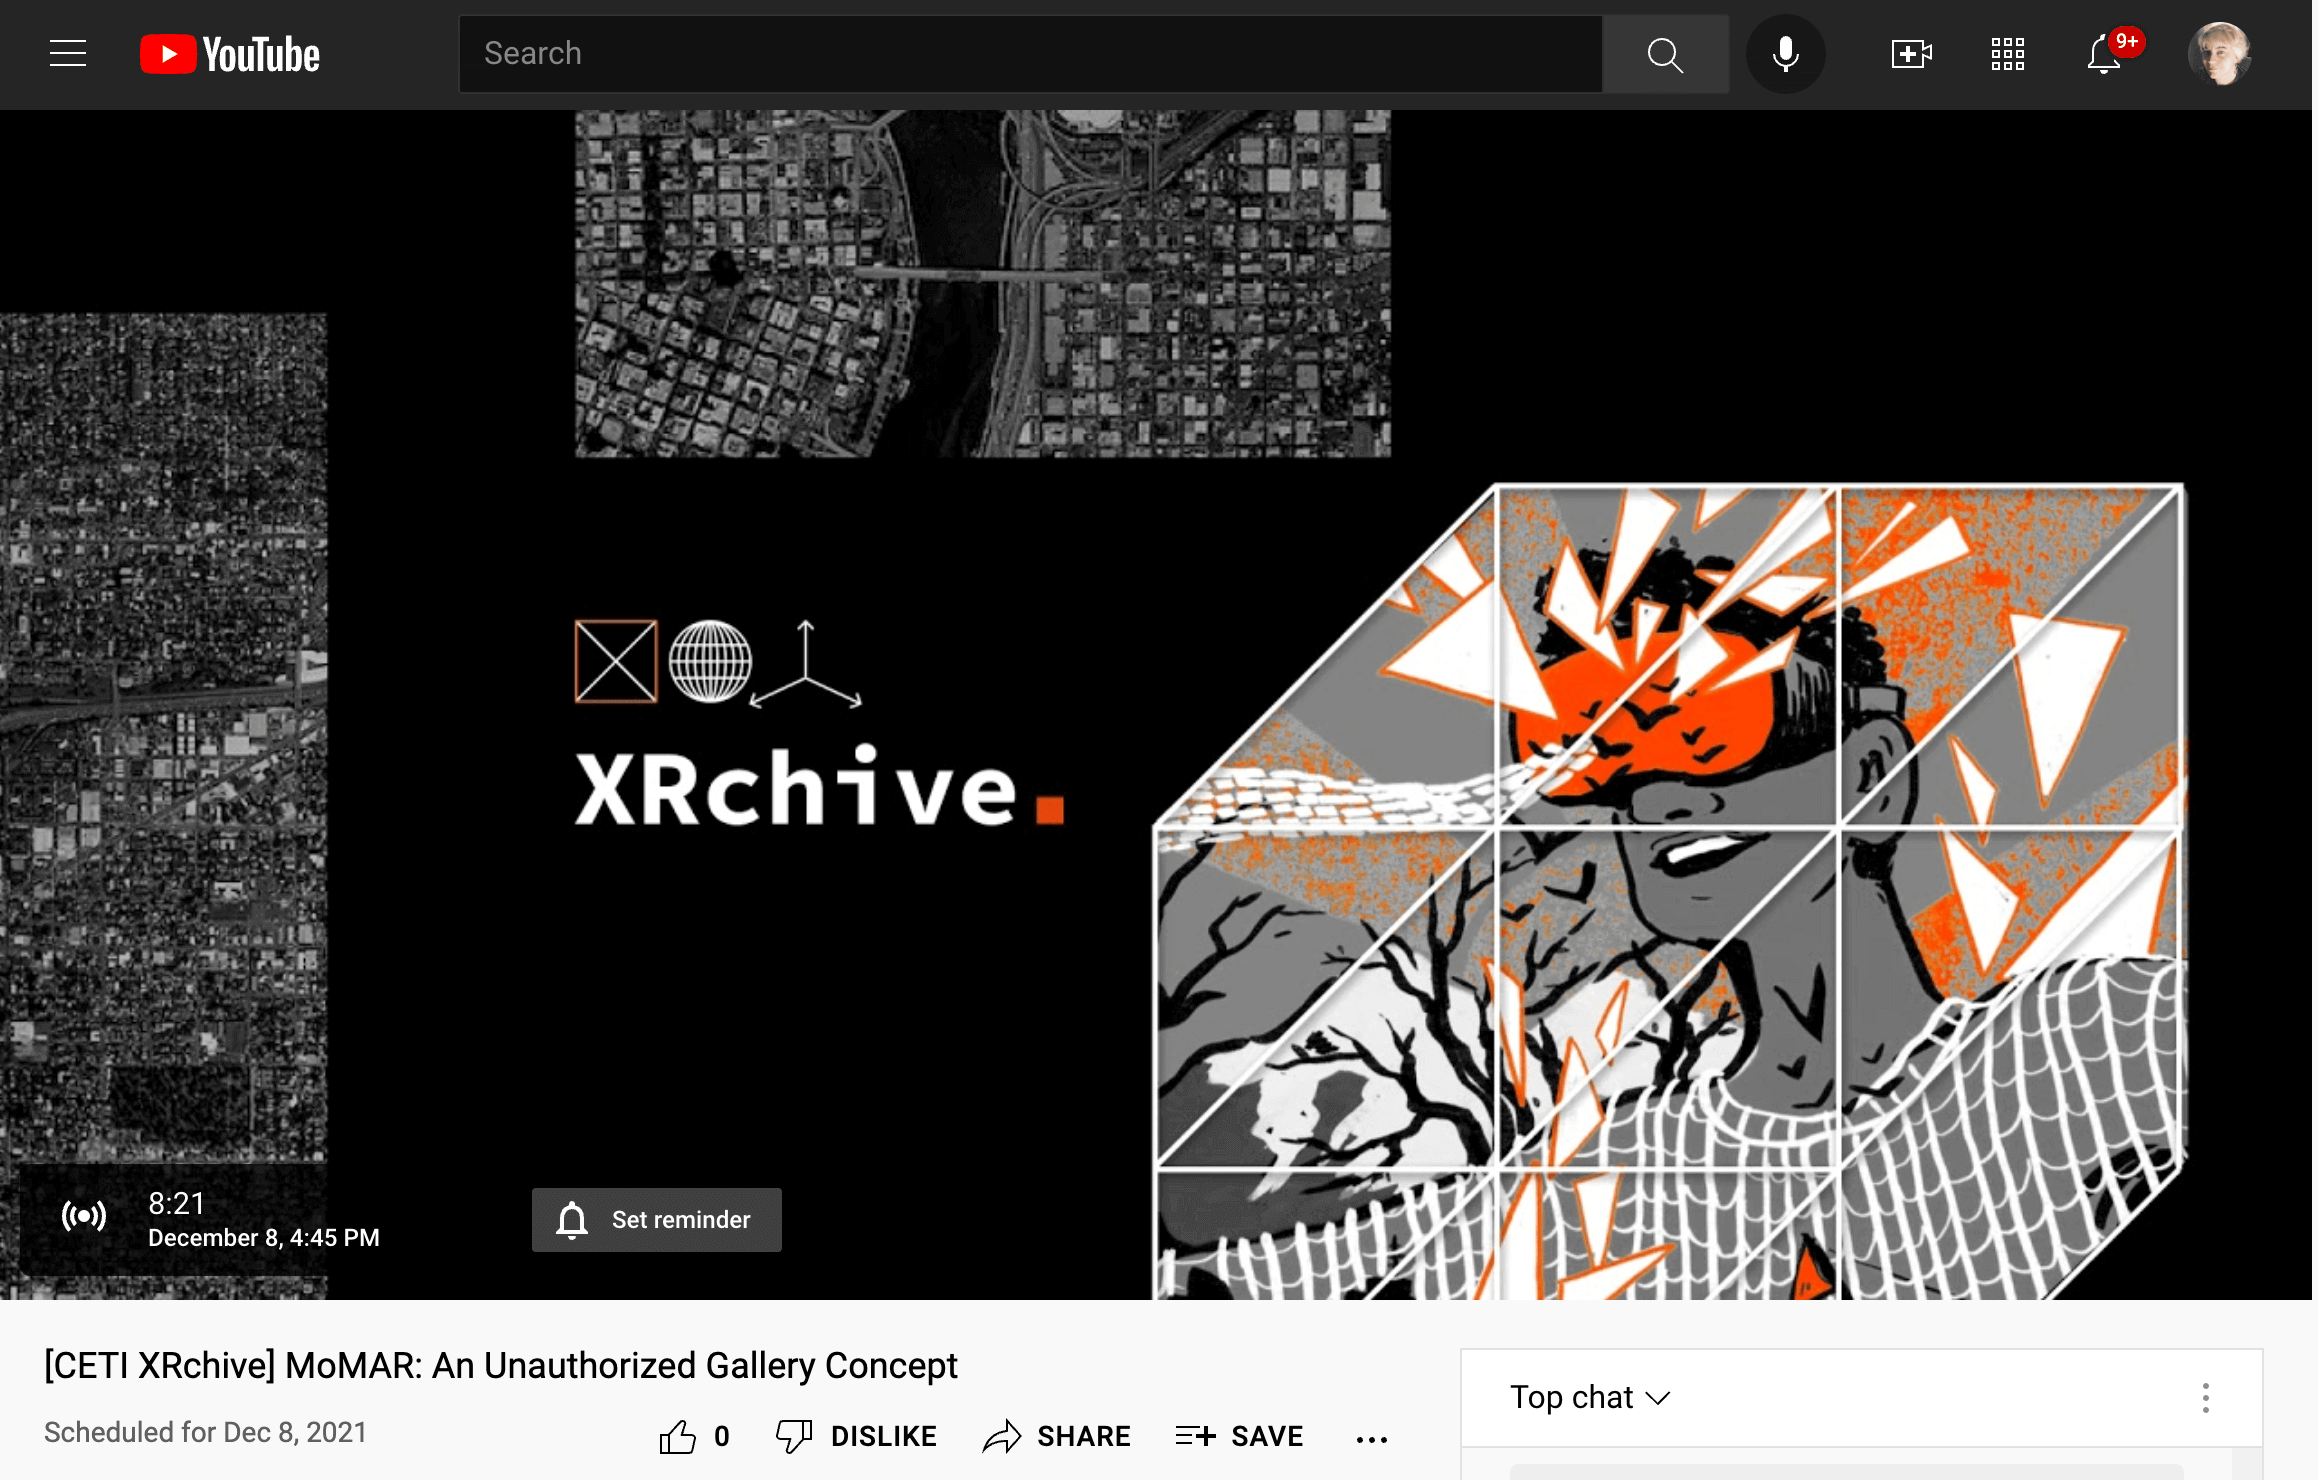 YouTube
Search
9+
XRchive.
8:21
December 8, 4:45 PM
Set reminder
[CETI XRchive] MoMAR: An Unauthorized Gallery Concept
Scheduled for Dec 8, 2021
0 DISLIKE SHARE SAVE ...
Top chat